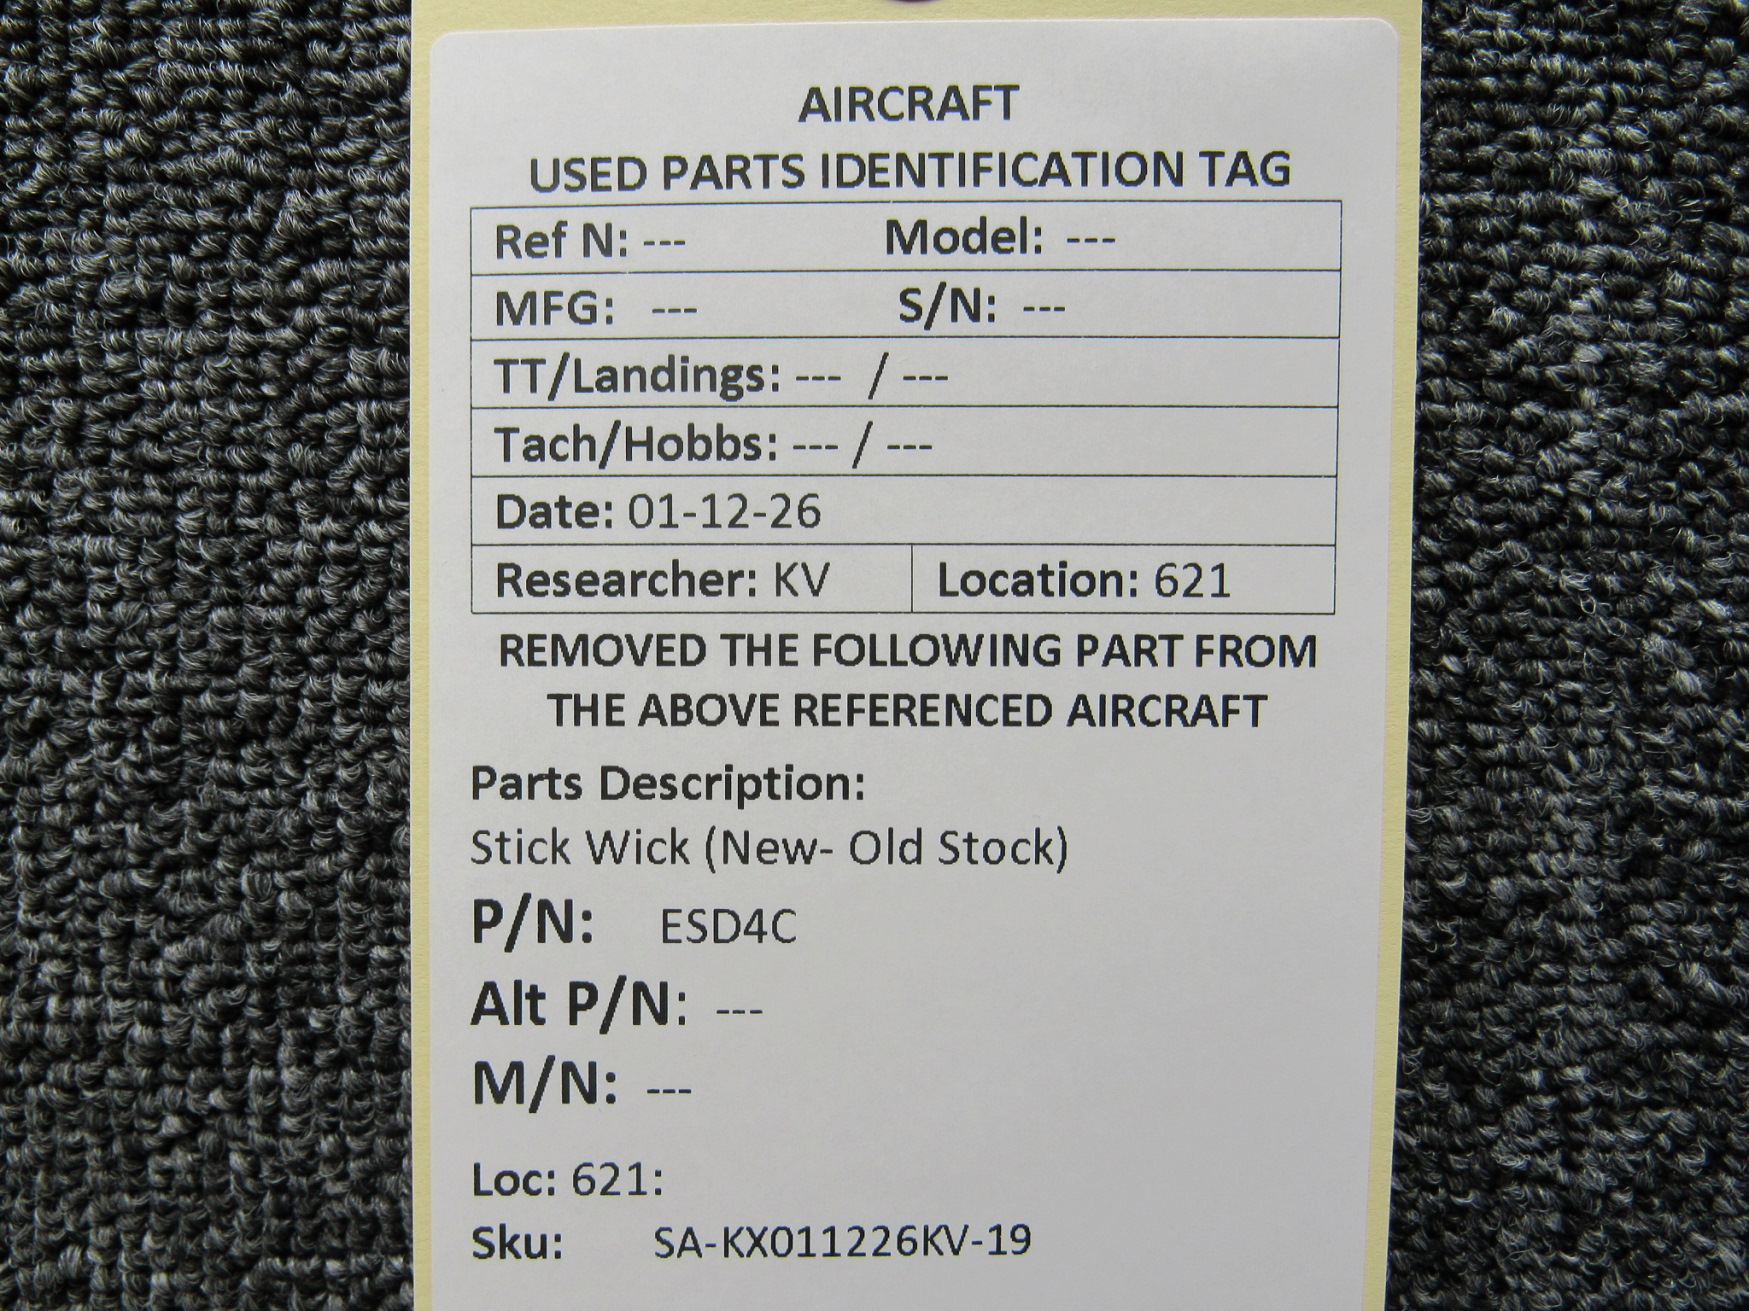 AIRCRAFT
USED PARTS IDENTIFICATION TAG
Ref N: --- Model: ---
MFG: --- S/N: ---
TT/Landings: --- / ---
Tach/Hobbs: --- / ---
Date: 01-12-26
Researcher: KV Location: 621
REMOVED THE FOLLOWING PART FROM
THE ABOVE REFERENCED AIRCRAFT
Parts Description:
Stick Wick (New- Old Stock)
P/N: ESD4C
Alt P/N: ---
M/N: ---
Loc: 621:
Sku: SA-KX011226KV-19